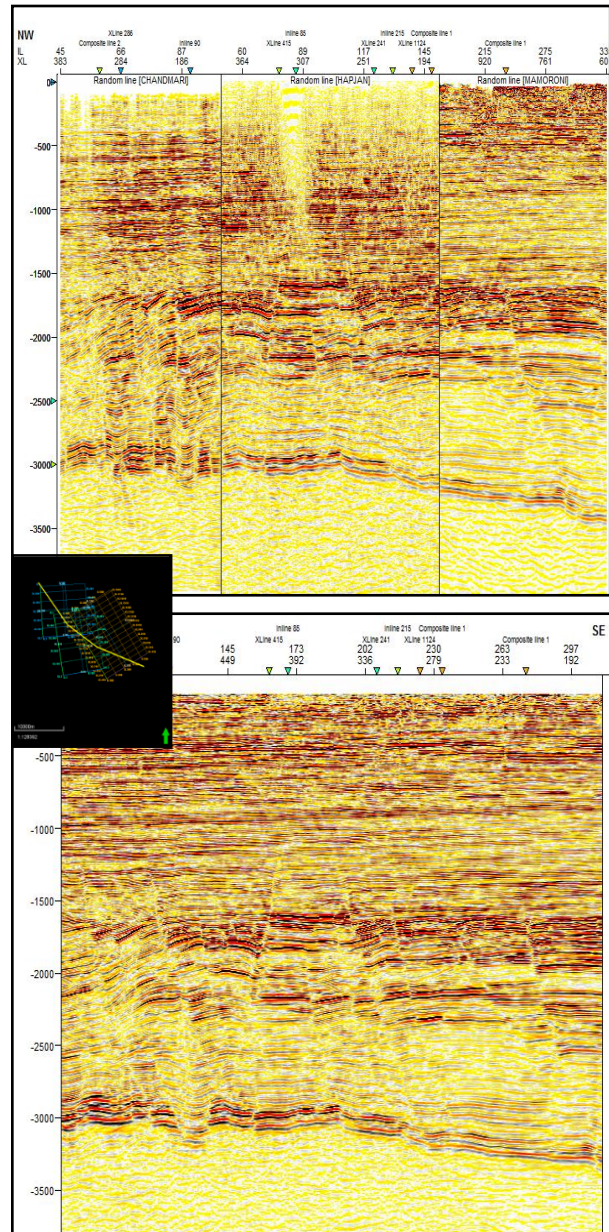 NW
XLine 286 Inline 85 Inline 215 Composite line 1
Composite line 2 Inline 90 XLine 415 XLine 241 XLine 1124 Composite line 1
IL 45 66 87 60 89 117 144 215 275 33
XL 383 284 186 364 307 251 194 920 761 60
Random line [CHANDMARI] Random line [HAPJAN] Random line [MAMORONI]
0
-500
-1000
-1500
-2000
-2500
-3000
-3500
SE
Inline 85 Inline 215 Composite line 1
90 XLine 415 XLine 241 XLine 1124 Composite line 1
145 173 202 230 263 297
449 392 336 279 233 192
-500
-1000
-1500
-2000
-2500
-3000
-3500